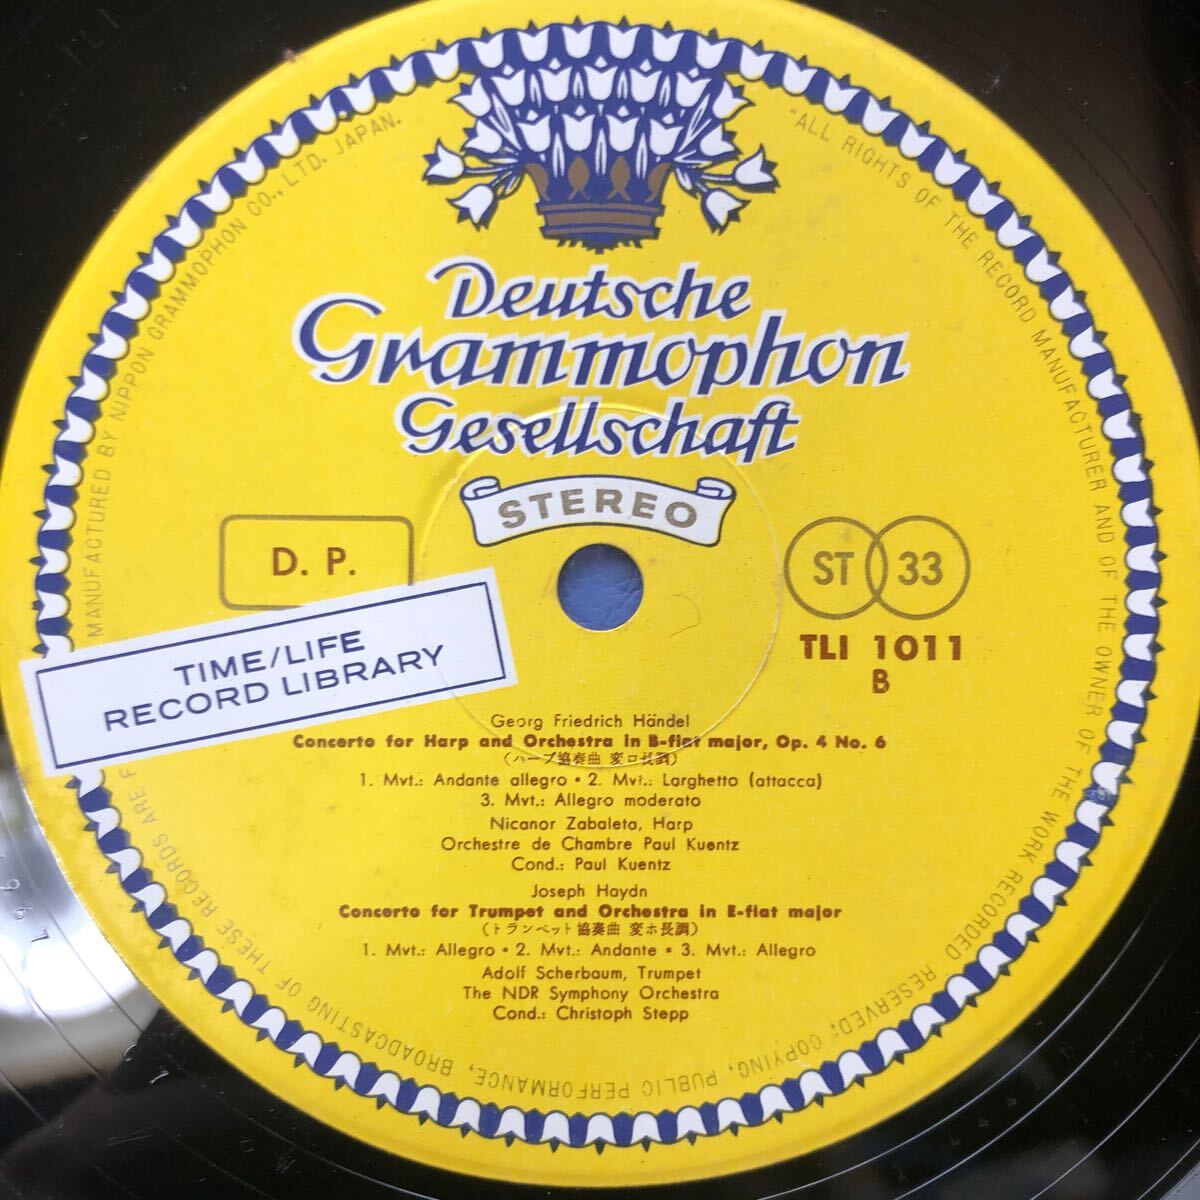 Deutsche
Grammophon
Gesellschaft
STEREO
D. P.
ST 33
TLI 1011
B
TIME/LIFE
RECORD LIBRARY
Georg Friedrich Händel
Concerto for Harp and Orchestra in B-flat major, Op. 4 No. 6
(ハープ協奏曲 変ロ長調)
1. Mvt.: Andante allegro • 2. Mvt.: Larghetto (attacca)
3. Mvt.: Allegro moderato
Nicanor Zabaleta, Harp
Orchestre de Chambre Paul Kuentz
Cond.: Paul Kuentz
Joseph Haydn
Concerto for Trumpet and Orchestra in E-flat major
(トランペット協奏曲 変ホ長調)
1. Mvt.: Allegro • 2. Mvt.: Andante • 3. Mvt.: Allegro
Adolf Scherbaum, Trumpet
The NDR Symphony Orchestra
Cond.: Christoph Stepp
"ALL RIGHTS OF THE RECORD MANUFACTURER AND OF THE OWNER OF THE WORK RECORDED RESERVED; COPYING, PUBLIC PERFORMANCE, BROADCASTING OF THESE RECORDS ARE P
MANUFACTURED BY NIPPON GRAMMOPHON CO., LTD. JAPAN.